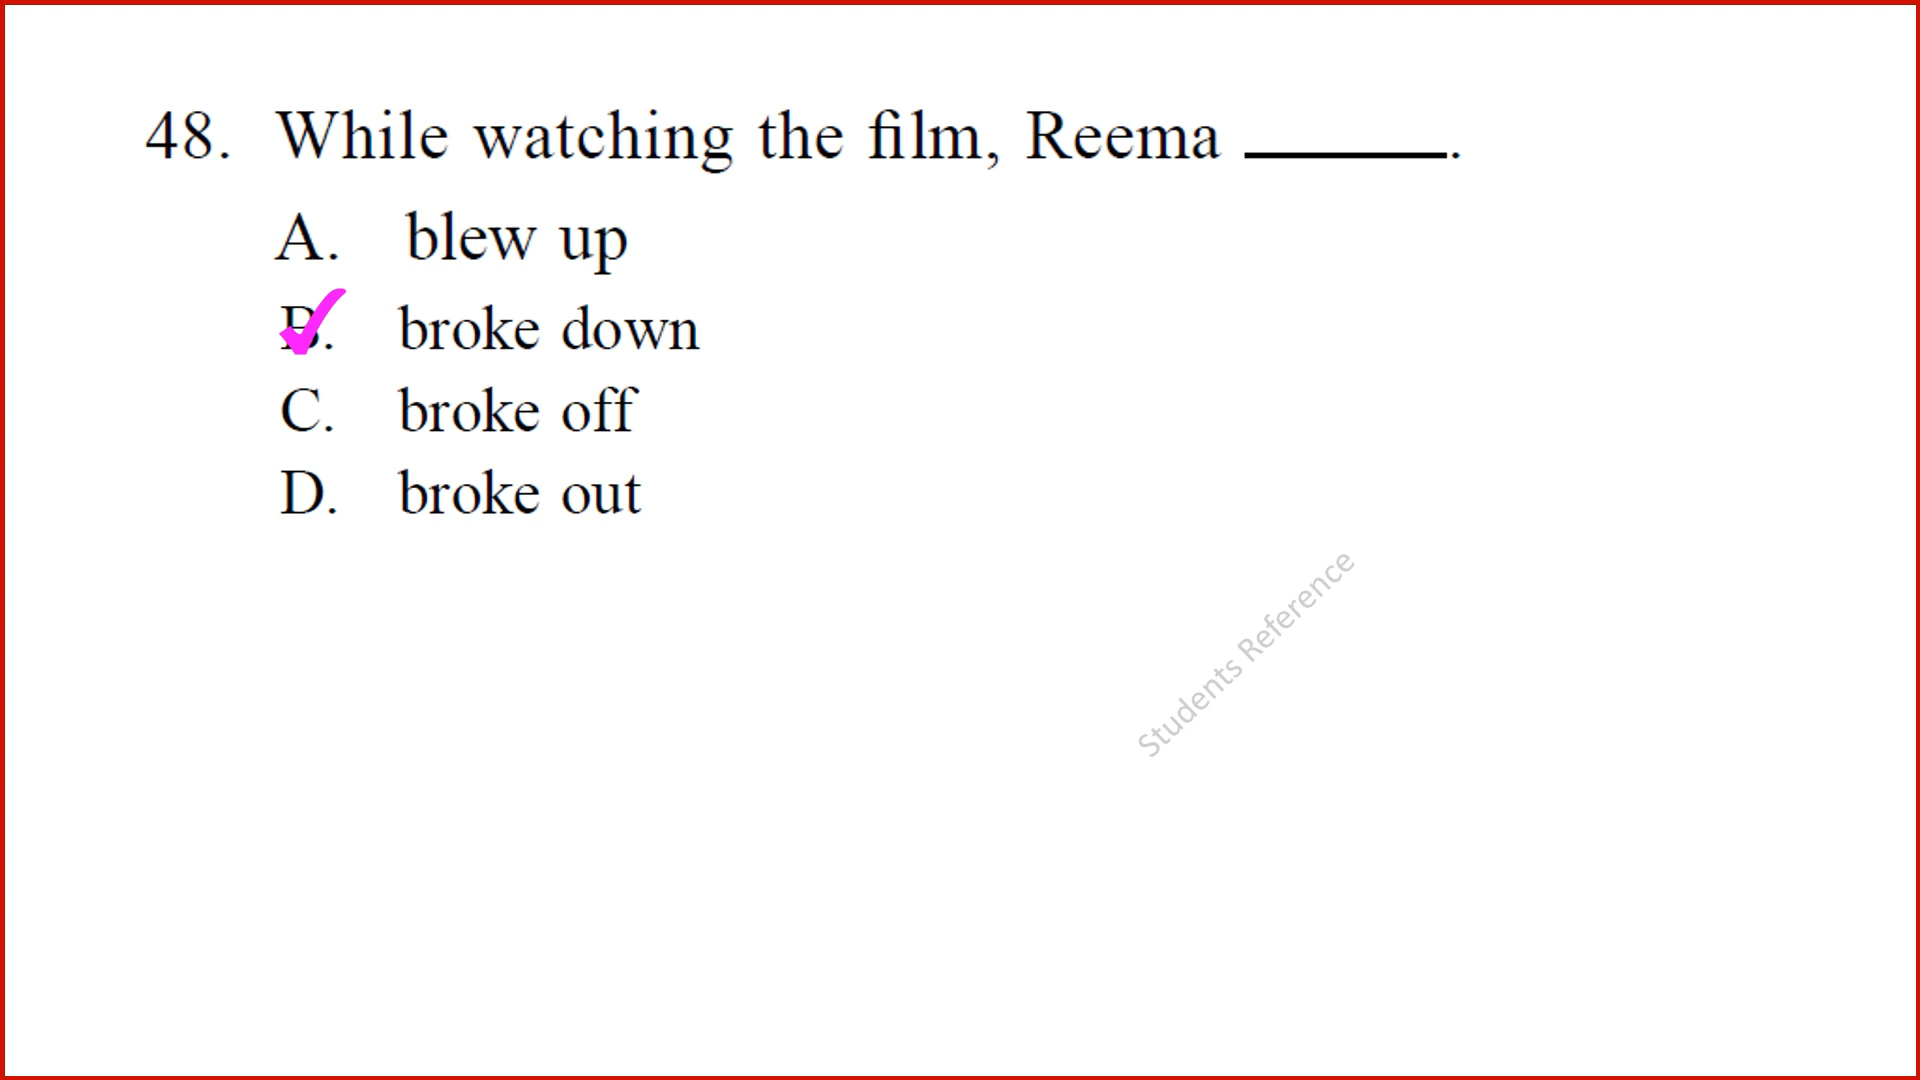 48. While watching the film, Reema ______.
A. blew up
B. broke down
C. broke off
D. broke out
Students Reference